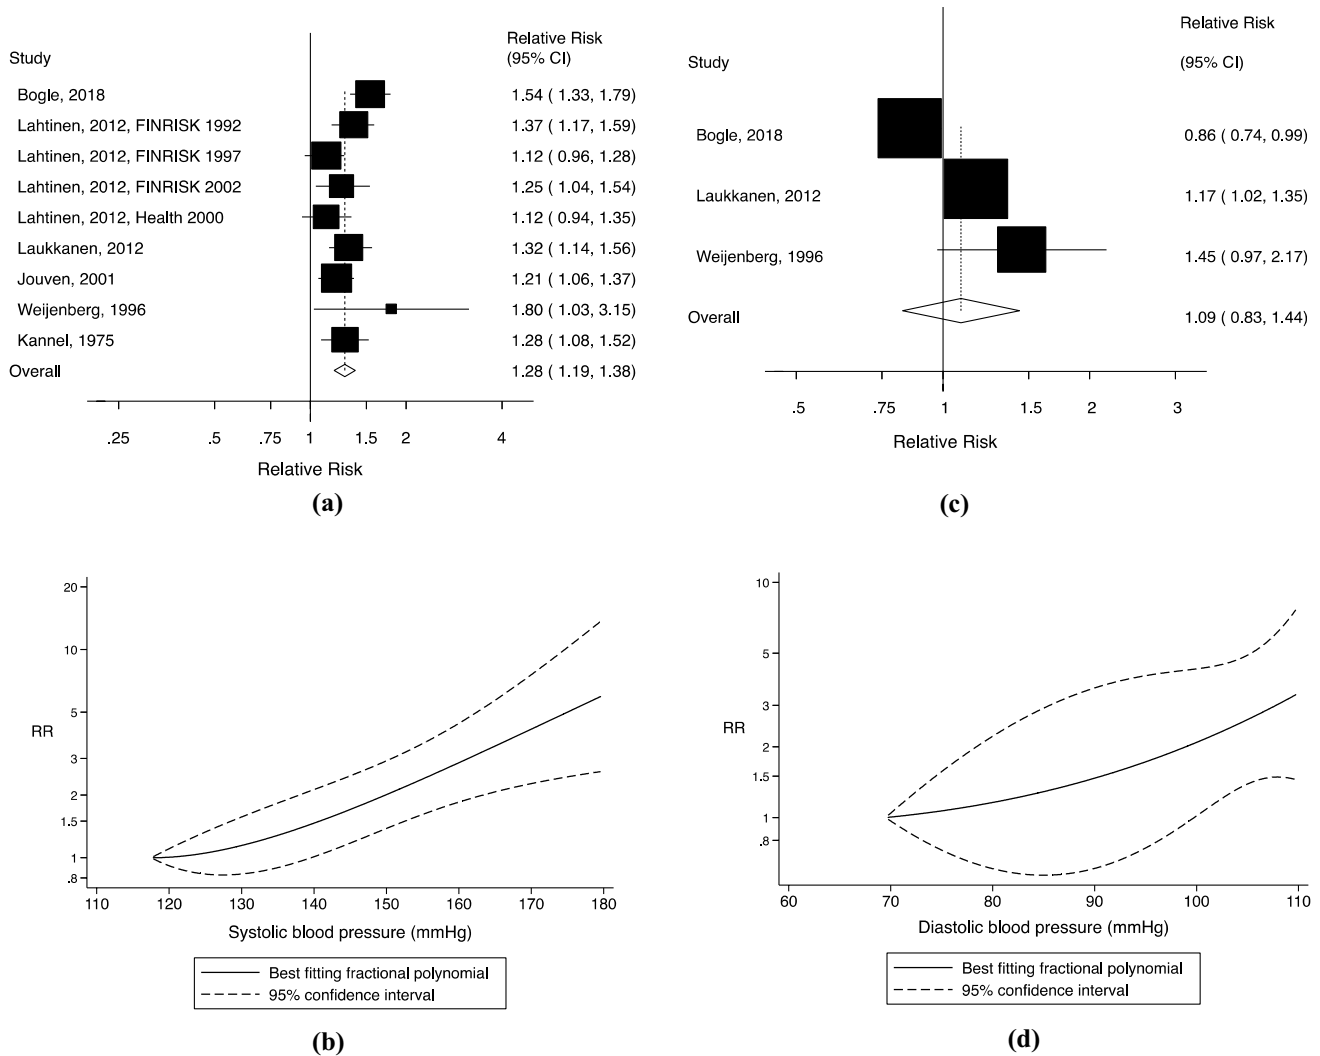 Study
Relative Risk
(95% CI)
Bogle, 2018 1.54 ( 1.33, 1.79)
Lahtinen, 2012, FINRISK 1992 1.37 ( 1.17, 1.59)
Lahtinen, 2012, FINRISK 1997 1.12 ( 0.96, 1.28)
Lahtinen, 2012, FINRISK 2002 1.25 ( 1.04, 1.54)
Lahtinen, 2012, Health 2000 1.12 ( 0.94, 1.35)
Laukkanen, 2012 1.32 ( 1.14, 1.56)
Jouven, 2001 1.21 ( 1.06, 1.37)
Weijenberg, 1996 1.80 ( 1.03, 3.15)
Kannel, 1975 1.28 ( 1.08, 1.52)
Overall 1.28 ( 1.19, 1.38)
.25 .5 .75 1 1.5 2 4
Relative Risk
(a)
Relative Risk
Study (95% CI)
Bogle, 2018 0.86 ( 0.74, 0.99)
Laukkanen, 2012 1.17 ( 1.02, 1.35)
Weijenberg, 1996 1.45 ( 0.97, 2.17)
Overall 1.09 ( 0.83, 1.44)
.5 .75 1 1.5 2 3
Relative Risk
(c)
20
10
5
RR
3
2
1.5
1
.8
110 120 130 140 150 160 170 180
Systolic blood pressure (mmHg)
Best fitting fractional polynomial
95% confidence interval
(b)
10
5
3
RR
2
1.5
1
.8
60 70 80 90 100 110
Diastolic blood pressure (mmHg)
Best fitting fractional polynomial
95% confidence interval
(d)